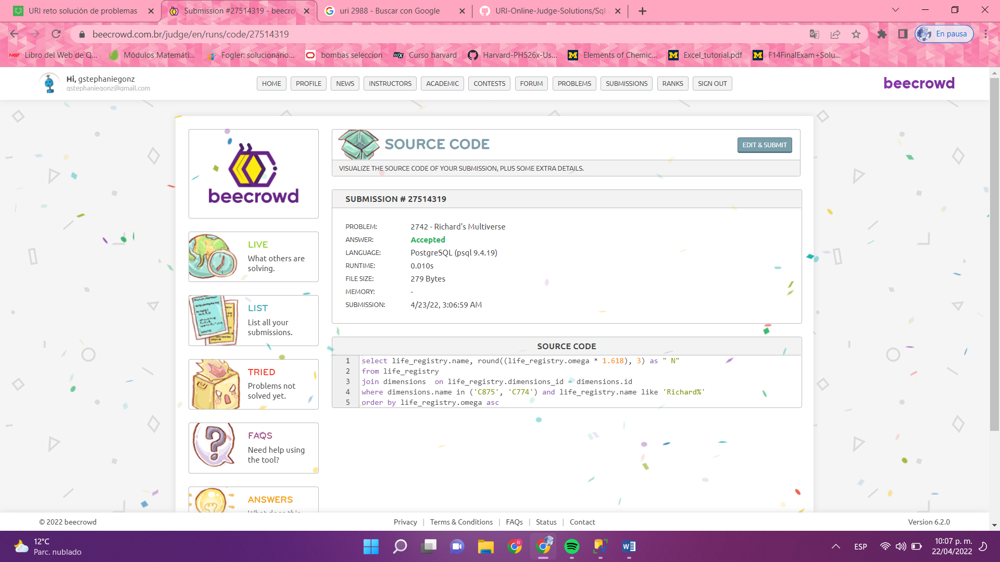 URI reto solución de problemas
Submission #27514319 - beecrow
uri 2988 - Buscar con Google
URI-Online-Judge-Solutions/Sql
beecrowd.com.br/judge/en/runs/code/27514319
En pausa
NIST Libro del Web de Q...
Módulos Matemáti...
Fogler: solucionario...
bombas seleccion
edX Curso harvard
Harvard-PH526x-Us...
M Elements of Chemic...
M Excel_tutorial.pdf
M F14FinalExam+Solu...
Hi, gstephaniegonz
gstephaniegonz@gmail.com
HOME
PROFILE
NEWS
INSTRUCTORS
ACADEMIC
CONTESTS
FORUM
PROBLEMS
SUBMISSIONS
RANKS
SIGN OUT
beecrowd
beecrowd
LIVE
What others are
solving.
LIST
List all your
submissions.
TRIED
Problems not
solved yet.
FAQS
Need help using
the tool?
ANSWERS
What does this
SOURCE CODE
EDIT & SUBMIT
VISUALIZE THE SOURCE CODE OF YOUR SUBMISSION, PLUS SOME EXTRA DETAILS.
SUBMISSION # 27514319
PROBLEM: 2742 - Richard's Multiverse
ANSWER: Accepted
LANGUAGE: PostgreSQL (psql 9.4.19)
RUNTIME: 0.010s
FILE SIZE: 279 Bytes
MEMORY: -
SUBMISSION: 4/23/22, 3:06:59 AM
SOURCE CODE
1 select life_registry.name, round((life_registry.omega * 1.618), 3) as " N"
2 from life_registry
3 join dimensions  on life_registry.dimensions_id = dimensions.id
4 where dimensions.name in ('C875', 'C774') and life_registry.name like 'Richard%'
5 order by life_registry.omega asc
© 2022 beecrowd
Privacy | Terms & Conditions | FAQs | Status | Contact
Version 6.2.0
12°C
Parc. nublado
ESP
10:07 p. m.
22/04/2022